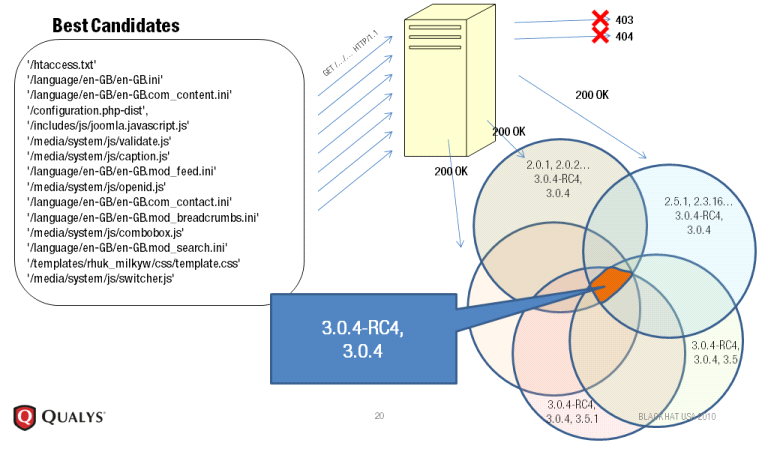 Best Candidates
'/htaccess.txt'
'/language/en-GB/en-GB.ini'
'/language/en-GB/en-GB.com_content.ini'
'/configuration.php-dist',
'/includes/js/joomla.javascript.js'
'/media/system/js/validate.js'
'/media/system/js/caption.js'
'/language/en-GB/en-GB.mod_feed.ini'
'/media/system/js/openid.js'
'/language/en-GB/en-GB.com_contact.ini'
'/language/en-GB/en-GB.mod_breadcrumbs.ini'
'/media/system/js/combobox.js'
'/language/en-GB/en-GB.mod_search.ini'
'/templates/rhuk_milkyw/css/template.css'
'/media/system/js/switcher.js'
GET /.../... HTTP/1.1
403
404
200 OK
200 OK
200 OK
2.0.1, 2.0.2...
3.0.4-RC4,
3.0.4
2.5.1, 2.3.16...
3.0.4-RC4,
3.0.4
3.0.4-RC4,
3.0.4
3.0.4-RC4,
3.0.4, 3.5
3.0.4-RC4,
3.0.4, 3.5.1
QUALYS
20
BLACKHAT USA 2010